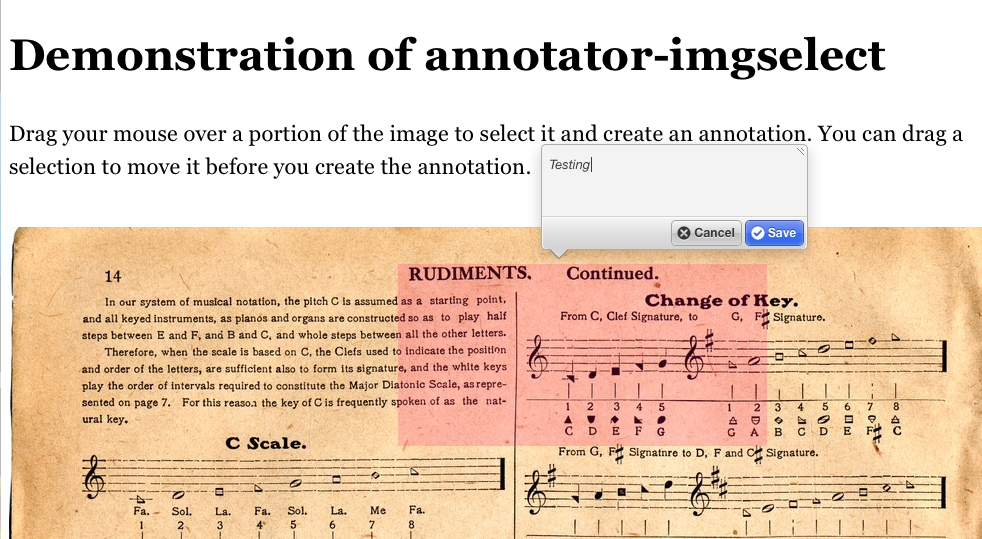 Demonstration of annotator-imgselect
Drag your mouse over a portion of the image to select it and create an annotation. You can drag a
selection to move it before you create the annotation.
Testing
Cancel Save
14
RUDIMENTS. Continued.
In our system of musical notation, the pitch C is assumed as a starting point,
and all keyed instruments, as pianos and organs are constructed so as to play half
steps between E and F, and B and C, and whole steps between all the other letters.
Therefore, when the scale is based on C, the Clefs used to indicate the position
and order of the letters, are sufficient also to form its signature, and the white keys
play the order of intervals required to constitute the Major Diatonic Scale, as repre-
sented on page 7. For this reason the key of C is frequently spoken of as the nat-
ural key.
C Scale.
Fa. Sol. La. Fa. Sol. La. Me Fa.
1 2 3 4 5 6 7 8
Change of Key.
From C, Clef Signature, to G, F♯ Signature.
1 2 3 4 5 1 2 3 4 5 6 7 8
C D E F G G A B C D E F♯ C
From G, F♯ Signatnre to D, F and C♯ Signature.